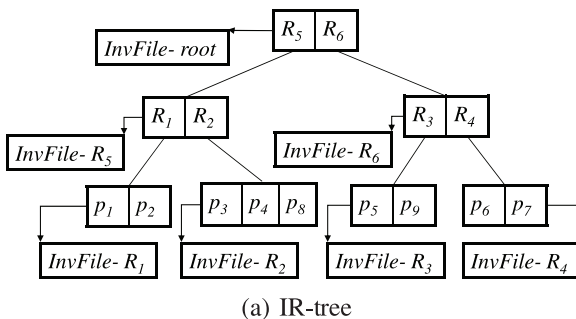 R5 R6
InvFile- root
R1 R2
R3 R4
InvFile- R5
InvFile- R6
p1 p2
p3 p4 p8
p5 p9
p6 p7
InvFile- R1
InvFile- R2
InvFile- R3
InvFile- R4
(a) IR-tree